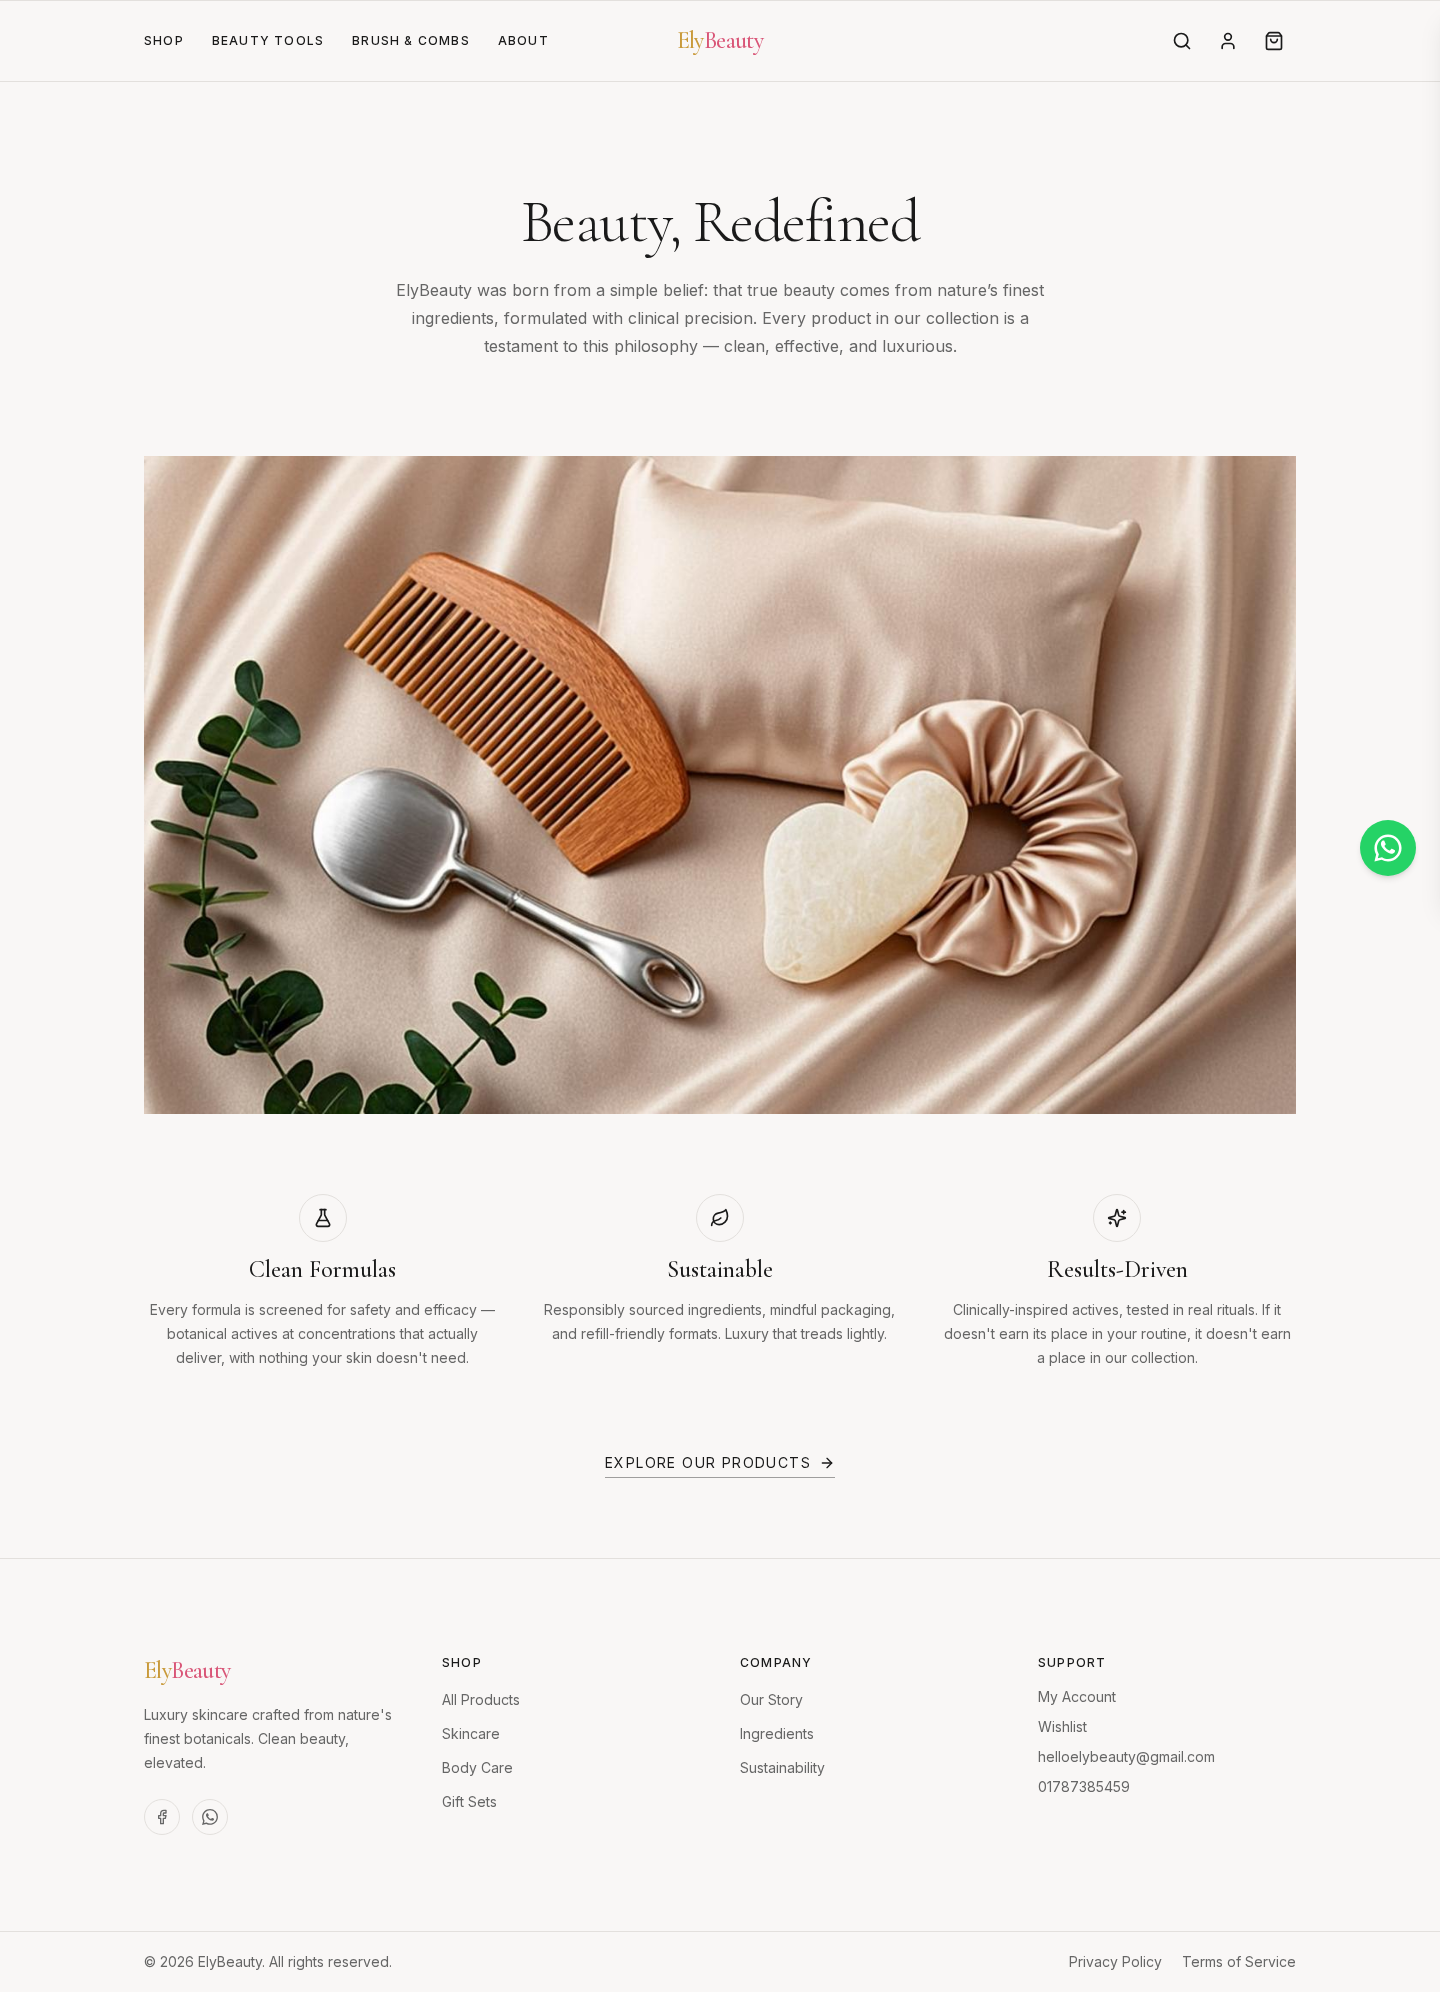 SHOP BEAUTY TOOLS BRUSH & COMBS ABOUT ElyBeauty
Beauty, Redefined
ElyBeauty was born from a simple belief: that true beauty comes from nature’s finest
ingredients, formulated with clinical precision. Every product in our collection is a
testament to this philosophy — clean, effective, and luxurious.
Clean Formulas
Every formula is screened for safety and efficacy —
botanical actives at concentrations that actually
deliver, with nothing your skin doesn't need.
Sustainable
Responsibly sourced ingredients, mindful packaging,
and refill-friendly formats. Luxury that treads lightly.
Results-Driven
Clinically-inspired actives, tested in real rituals. If it
doesn't earn its place in your routine, it doesn't earn
a place in our collection.
EXPLORE OUR PRODUCTS
ElyBeauty
Luxury skincare crafted from nature's
finest botanicals. Clean beauty,
elevated.
SHOP
All Products
Skincare
Body Care
Gift Sets
COMPANY
Our Story
Ingredients
Sustainability
SUPPORT
My Account
Wishlist
helloelybeauty@gmail.com
01787385459
© 2026 ElyBeauty. All rights reserved.
Privacy Policy Terms of Service